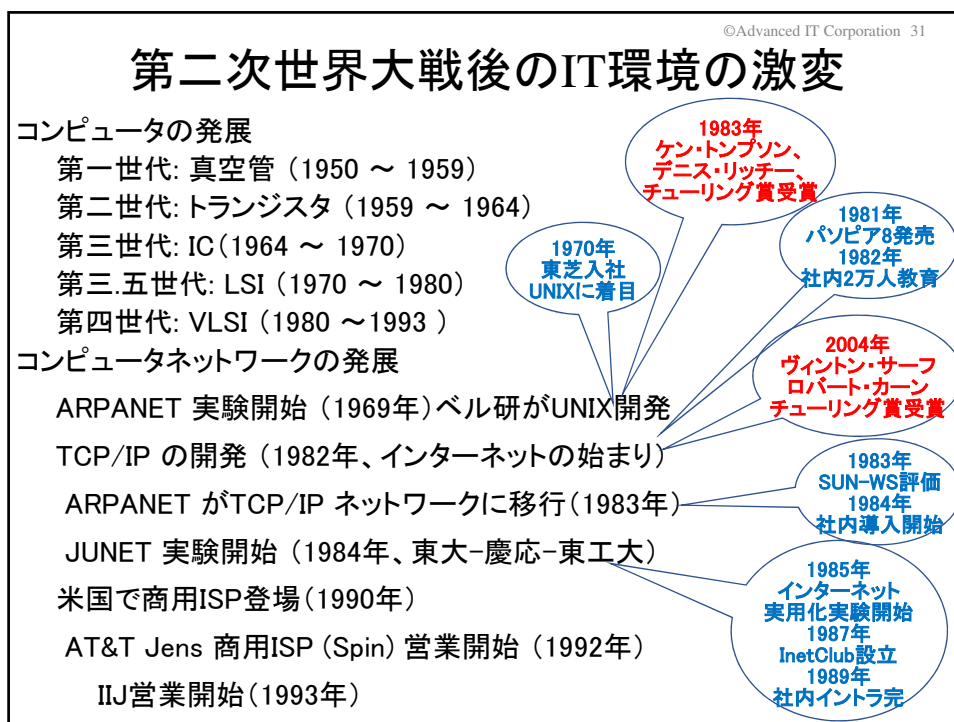 ©Advanced IT Corporation 31
第二次世界大戦後のIT環境の激変
コンピュータの発展
第一世代: 真空管 (1950 ~ 1959)
第二世代: トランジスタ (1959 ~ 1964)
第三世代: IC(1964 ~ 1970)
第三.五世代: LSI (1970 ~ 1980)
第四世代: VLSI (1980 ~1993 )
コンピュータネットワークの発展
ARPANET 実験開始 (1969年)ベル研がUNIX開発
TCP/IP の開発 (1982年、インターネットの始まり)
ARPANET がTCP/IP ネットワークに移行(1983年)
JUNET 実験開始 (1984年、東大-慶応-東工大)
米国で商用ISP登場(1990年)
AT&T Jens 商用ISP (Spin) 営業開始 (1992年)
IIJ営業開始(1993年)
1983年
ケン・トンプソン、
デニス・リッチー、
チューリング賞受賞
1970年
東芝入社
UNIXに着目
1981年
パソピア8発売
1982年
社内2万人教育
2004年
ヴィントン・サーフ
ロバート・カーン
チューリング賞受賞
1983年
SUN-WS評価
1984年
社内導入開始
1985年
インターネット
実用化実験開始
1987年
InetClub設立
1989年
社内イントラ完